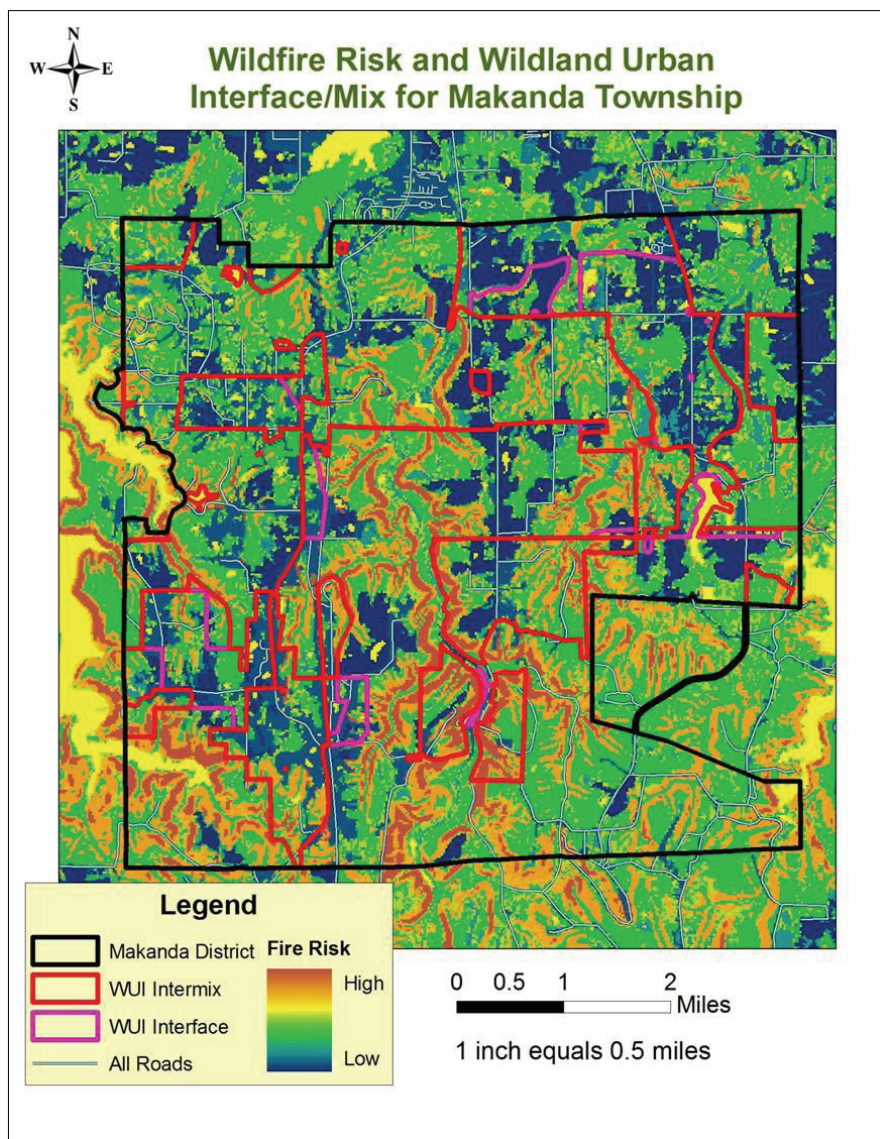 N
W E
S
Wildfire Risk and Wildland Urban
Interface/Mix for Makanda Township
Legend
Makanda District
WUI Intermix
WUI Interface
All Roads
Fire Risk
High
Low
0 0.5 1 2
Miles
1 inch equals 0.5 miles